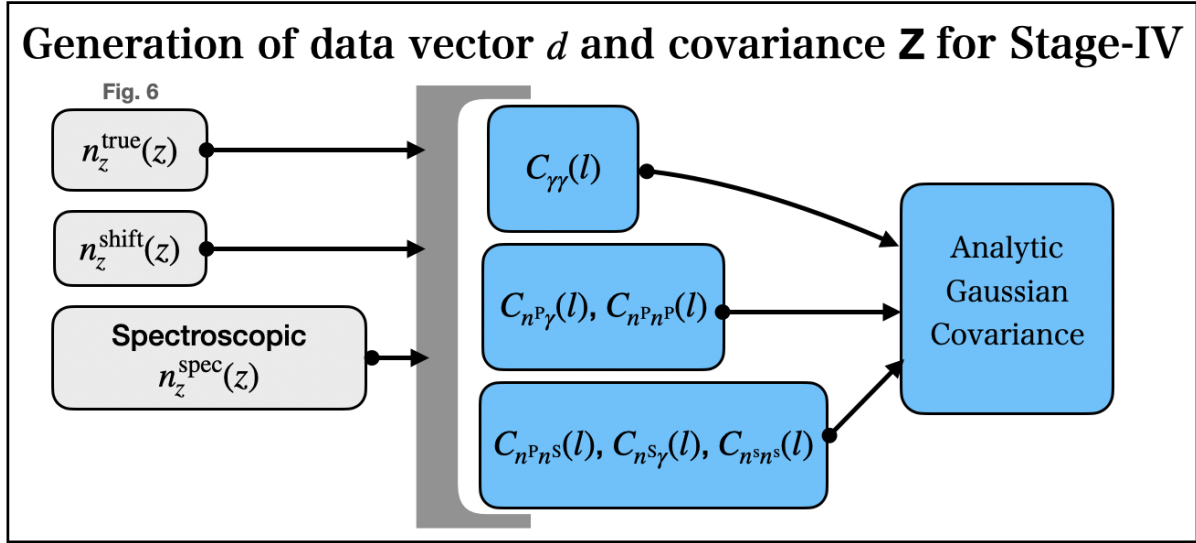 Generation of data vector d and covariance Z for Stage-IV
Fig. 6
n_z^true(z)
n_z^shift(z)
Spectroscopic
n_z^spec(z)
C_γγ(l)
C_{n^P γ}(l), C_{n^P n^P}(l)
C_{n^P n^S}(l), C_{n^S γ}(l), C_{n^s n^s}(l)
Analytic
Gaussian
Covariance